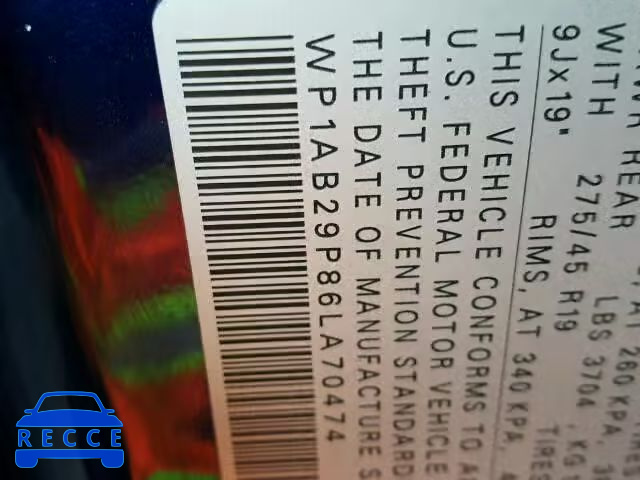 REAR
WITH 275/45 R19 LBS 3704 KG
9Jx19" RIMS, AT 340 KPA,
THIS VEHICLE CONFORMS TO
U.S. FEDERAL MOTOR VEHICLE
THEFT PREVENTION STANDARD
THE DATE OF MANUFACTURE S
WP1AB29P86LA70474
RECCE